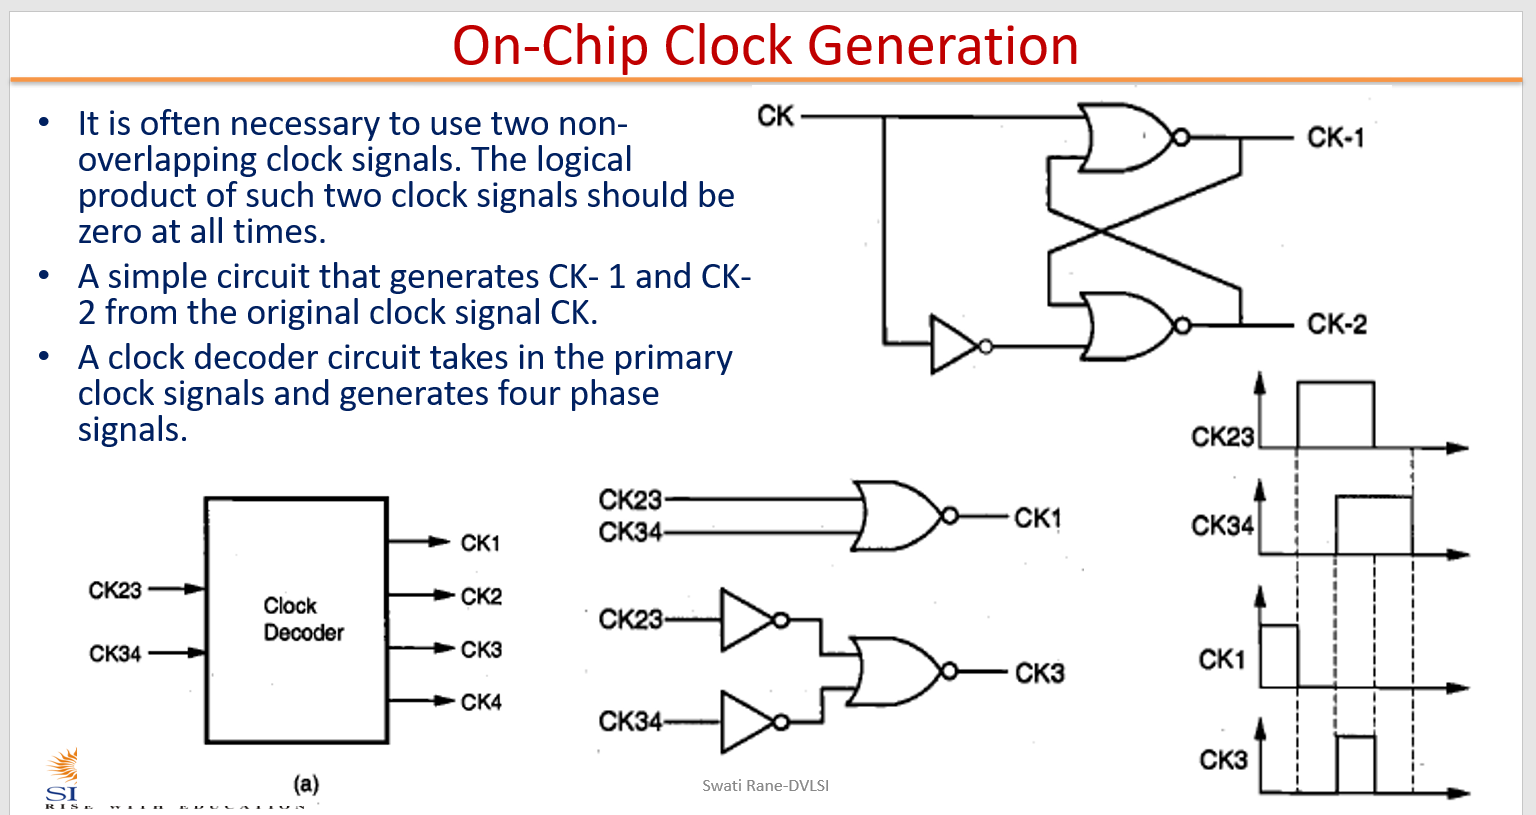 On-Chip Clock Generation
• It is often necessary to use two non-
overlapping clock signals. The logical
product of such two clock signals should be
zero at all times.
• A simple circuit that generates CK- 1 and CK-
2 from the original clock signal CK.
• A clock decoder circuit takes in the primary
clock signals and generates four phase
signals.
CK
CK-1
CK-2
CK23
CK34
Clock
Decoder
CK1
CK2
CK3
CK4
(a)
CK23
CK34
CK1
CK23
CK34
CK3
CK23
CK34
CK1
CK3
SI
Swati Rane-DVLSI